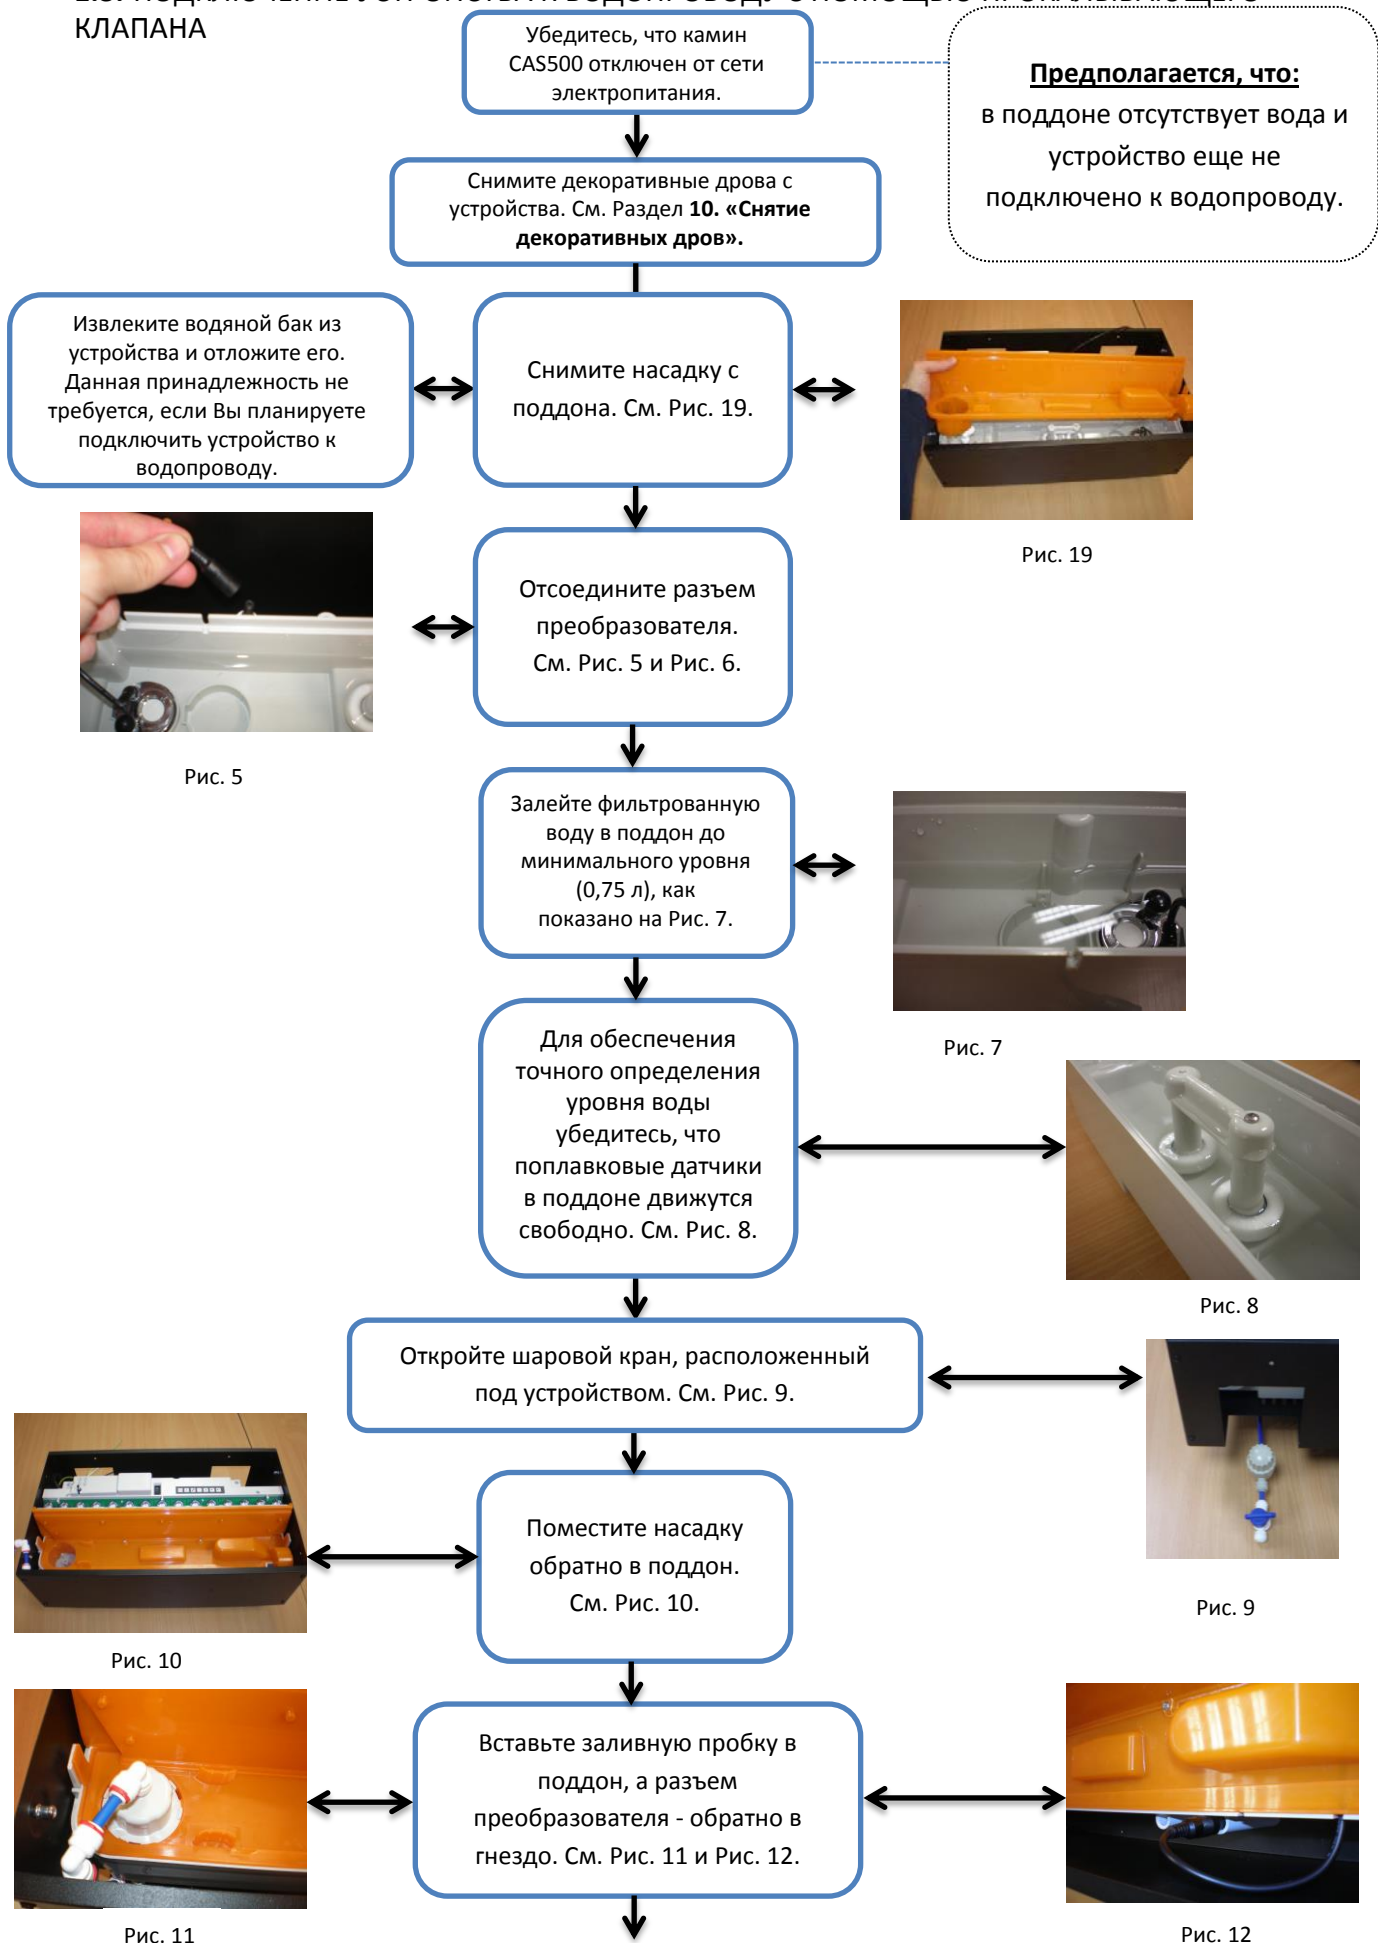 КЛАПАНА
Убедитесь, что камин
CAS500 отключен от сети
электропитания.
Предполагается, что:
в поддоне отсутствует вода и
устройство еще не
подключено к водопроводу.
Снимите декоративные дрова с
устройства. См. Раздел 10. «Снятие
декоративных дров».
Извлеките водяной бак из
устройства и отложите его.
Данная принадлежность не
требуется, если Вы планируете
подключить устройство к
водопроводу.
Снимите насадку с
поддона. См. Рис. 19.
Рис. 19
Отсоедините разъем
преобразователя.
См. Рис. 5 и Рис. 6.
Рис. 5
Залейте фильтрованную
воду в поддон до
минимального уровня
(0,75 л), как
показано на Рис. 7.
Рис. 7
Для обеспечения
точного определения
уровня воды
убедитесь, что
поплавковые датчики
в поддоне движутся
свободно. См. Рис. 8.
Рис. 8
Откройте шаровой кран, расположенный
под устройством. См. Рис. 9.
Рис. 9
Поместите насадку
обратно в поддон.
См. Рис. 10.
Рис. 10
Вставьте заливную пробку в
поддон, а разъем
преобразователя - обратно в
гнездо. См. Рис. 11 и Рис. 12.
Рис. 11
Рис. 12